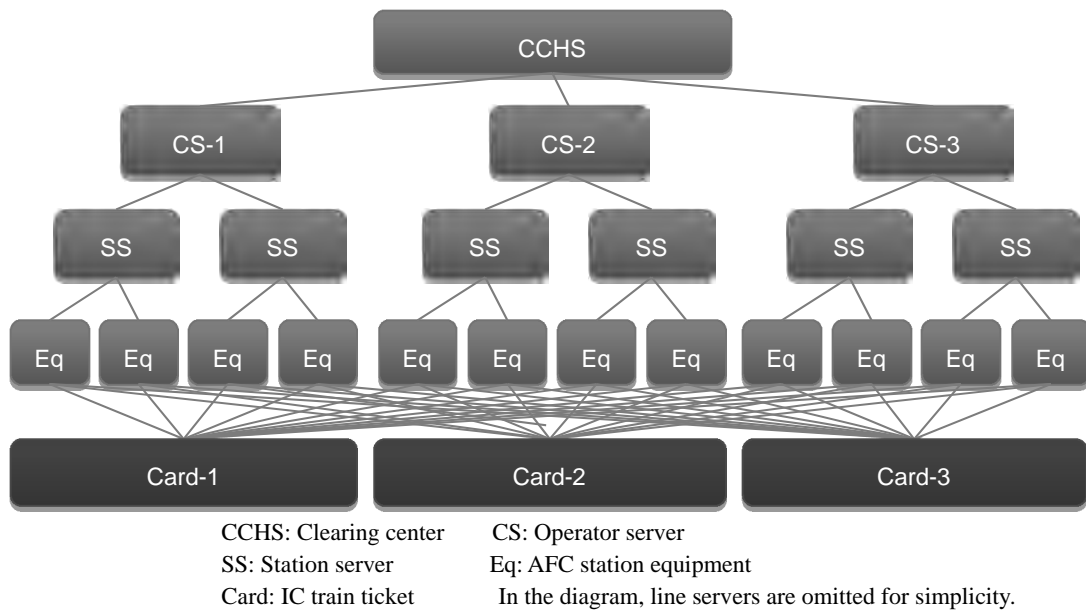 CCHS
CS-1 CS-2 CS-3
SS SS SS SS SS SS
Eq Eq Eq Eq Eq Eq Eq Eq Eq Eq Eq Eq
Card-1 Card-2 Card-3
CCHS: Clearing center CS: Operator server
SS: Station server Eq: AFC station equipment
Card: IC train ticket In the diagram, line servers are omitted for simplicity.